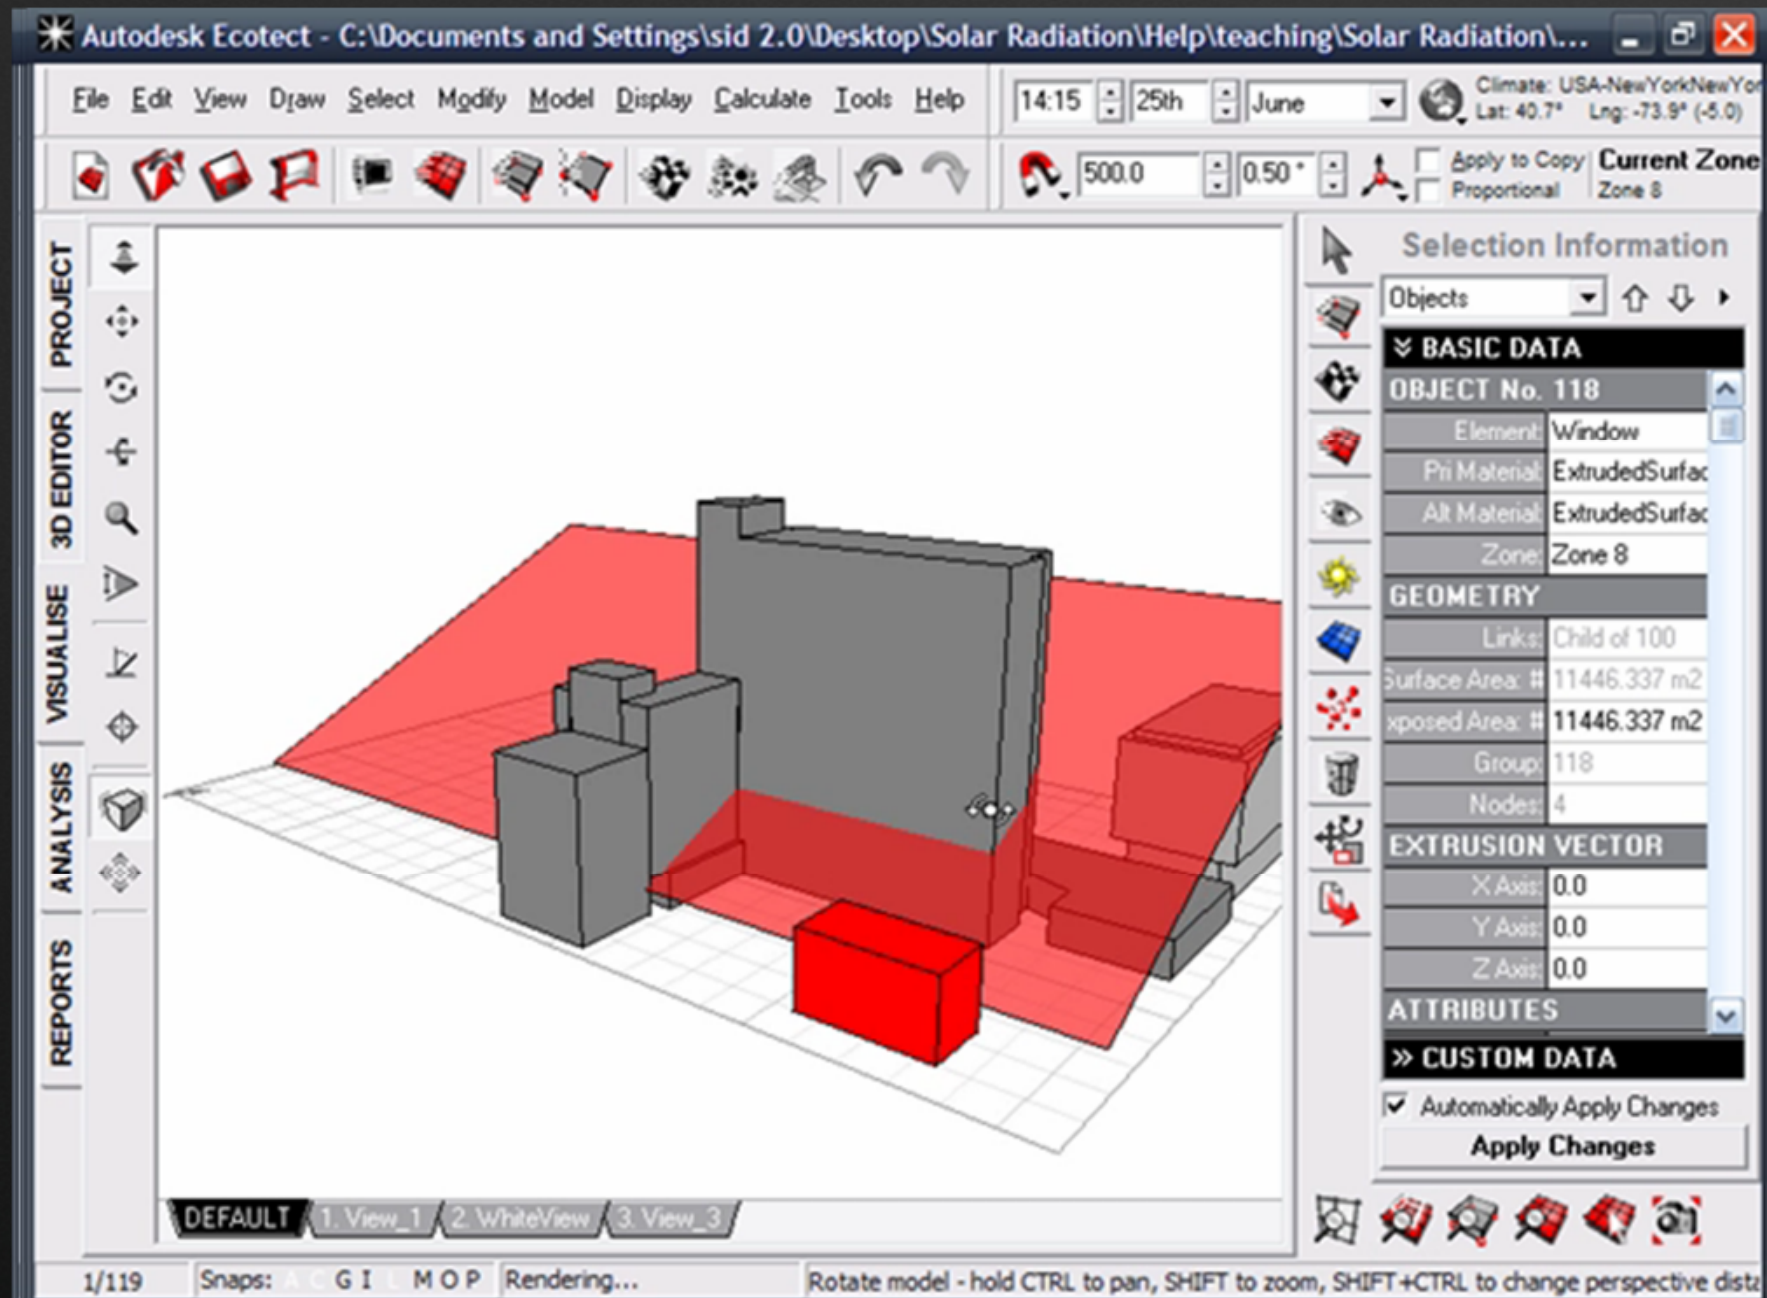 Autodesk Ecotect - C:\Documents and Settings\sid 2.0\Desktop\Solar Radiation\Help\teaching\Solar Radiation\...
File Edit View Draw Select Modify Model Display Calculate Tools Help
14:15 25th June
Climate: USA-NewYorkNewYor
Lat: 40.7° Lng: -73.9° (-5.0)
500.0 0.50 °
Apply to Copy
Proportional
Current Zone
Zone 8
PROJECT
3D EDITOR
VISUALISE
ANALYSIS
REPORTS
Selection Information
Objects
BASIC DATA
OBJECT No. 118
Element: Window
Pri Material: ExtrudedSurfac
Alt Material: ExtrudedSurfac
Zone: Zone 8
GEOMETRY
Links: Child of 100
Surface Area: # 11446.337 m2
xposed Area: # 11446.337 m2
Group: 118
Nodes: 4
EXTRUSION VECTOR
X Axis: 0.0
Y Axis: 0.0
Z Axis: 0.0
ATTRIBUTES
CUSTOM DATA
Automatically Apply Changes
Apply Changes
DEFAULT 1. View_1 2. WhiteView 3. View_3
1/119 Snaps: A C G I L M O P Rendering... Rotate model - hold CTRL to pan, SHIFT to zoom, SHIFT+CTRL to change perspective dista